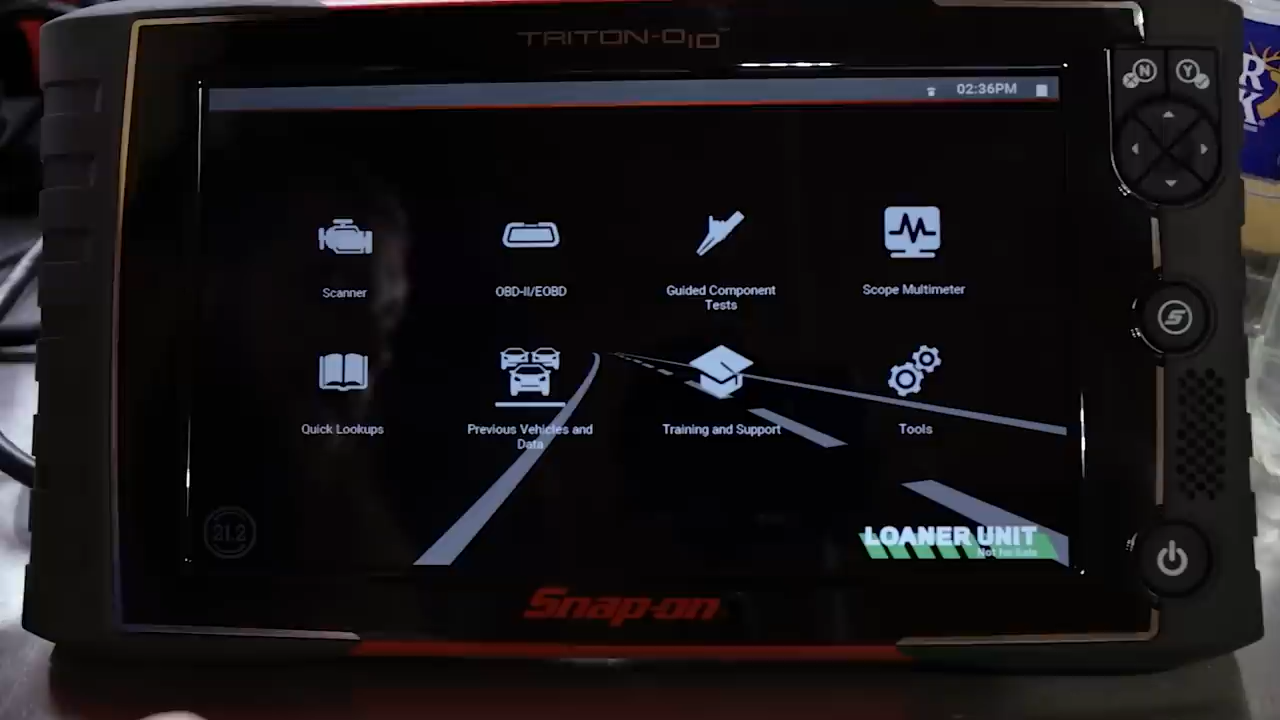 TRITON-D10
N
Y
02:36PM
Scanner
OBD-II/EOBD
Guided Component
Tests
Scope Multimeter
Quick Lookups
Previous Vehicles and
Data
Training and Support
Tools
21.2
LOANER UNIT
Not for Sale
Snap-on
S